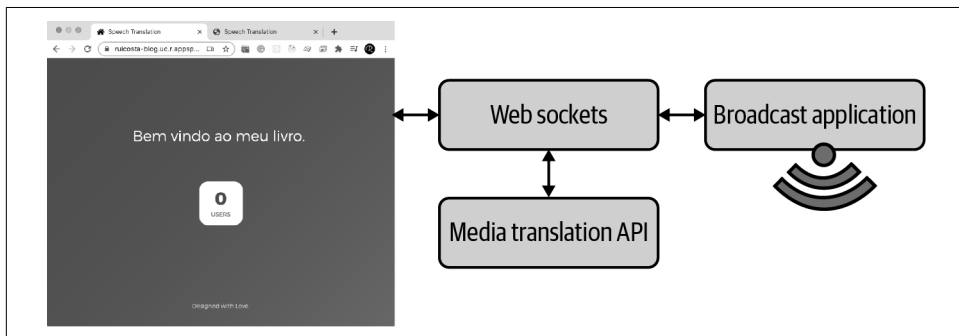 Speech Translation
Speech Translation
ruicosta-blog.uc.r.appsp...
Bem vindo ao meu livro.
0
USERS
Designed with Love.
Web sockets
Broadcast application
Media translation API